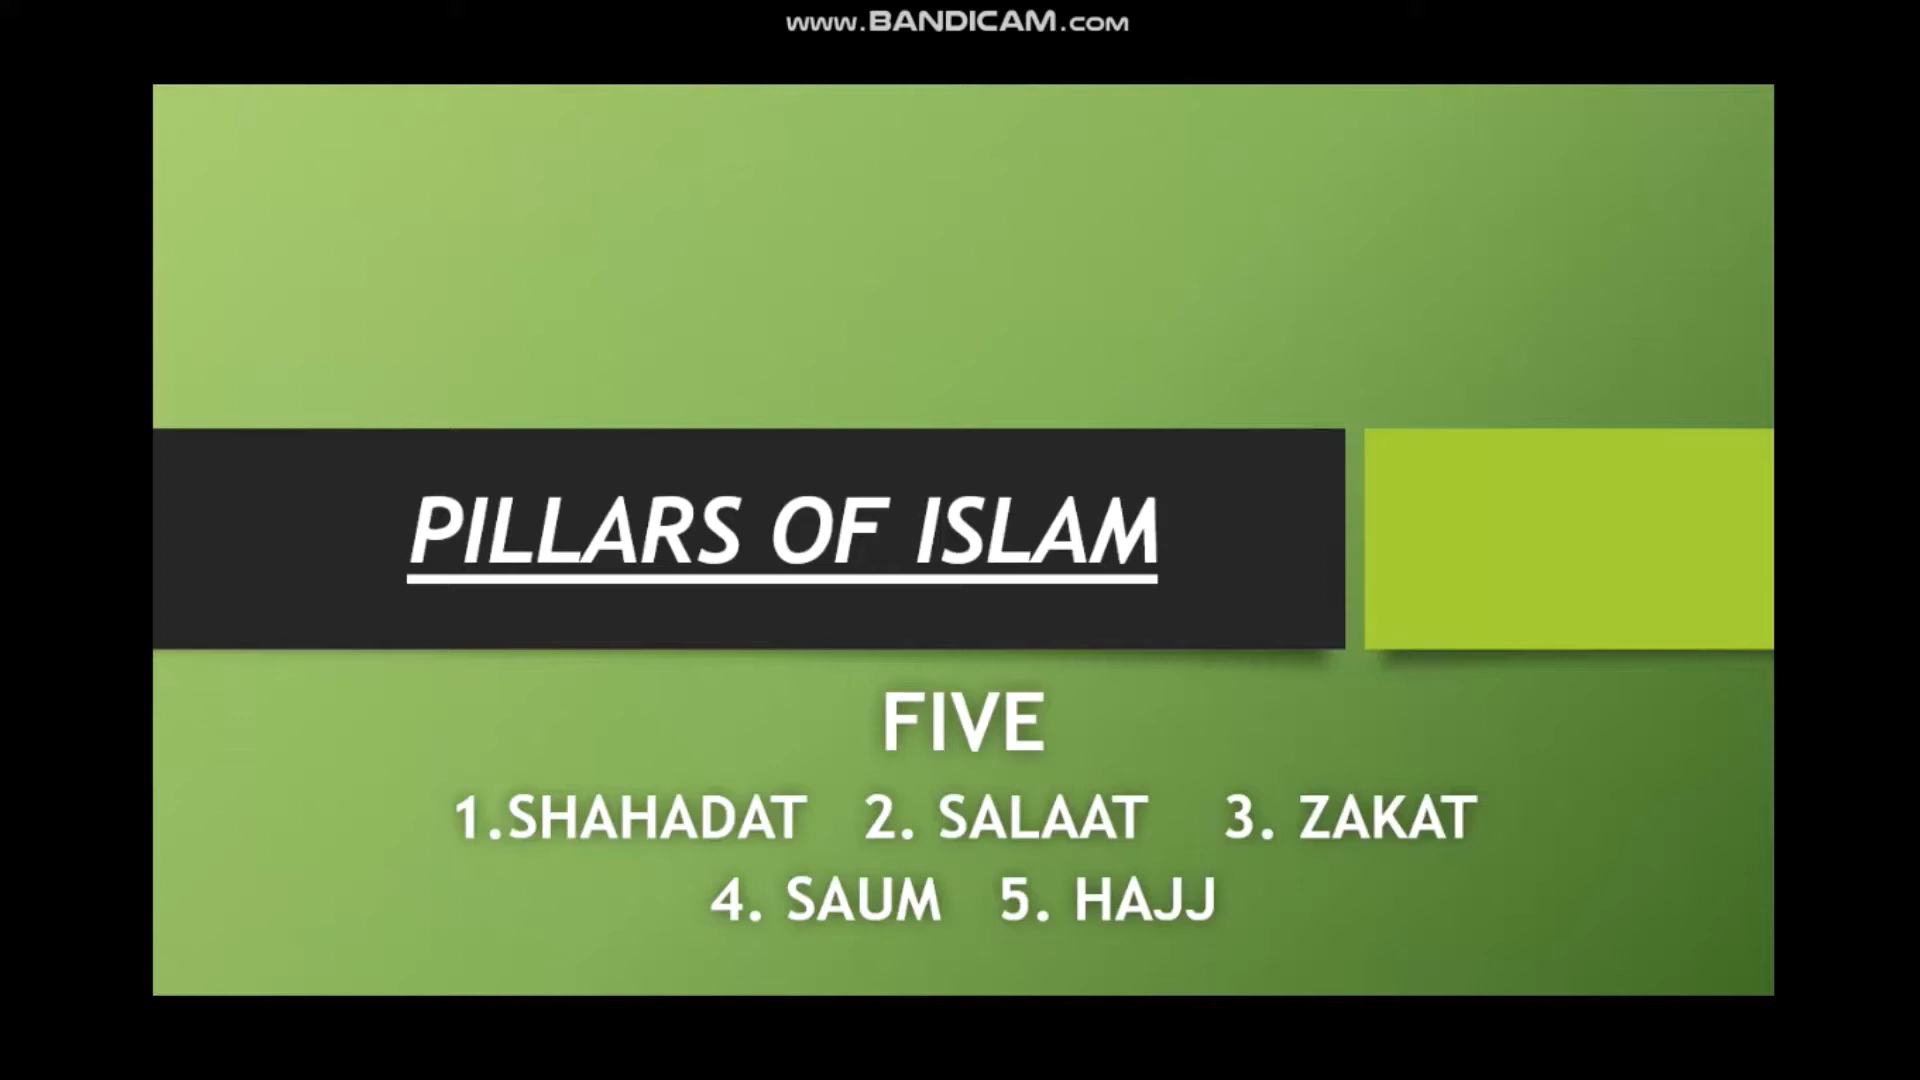 www.BANDICAM.com
PILLARS OF ISLAM
FIVE
1.SHAHADAT 2. SALAAT 3. ZAKAT
4. SAUM 5. HAJJ